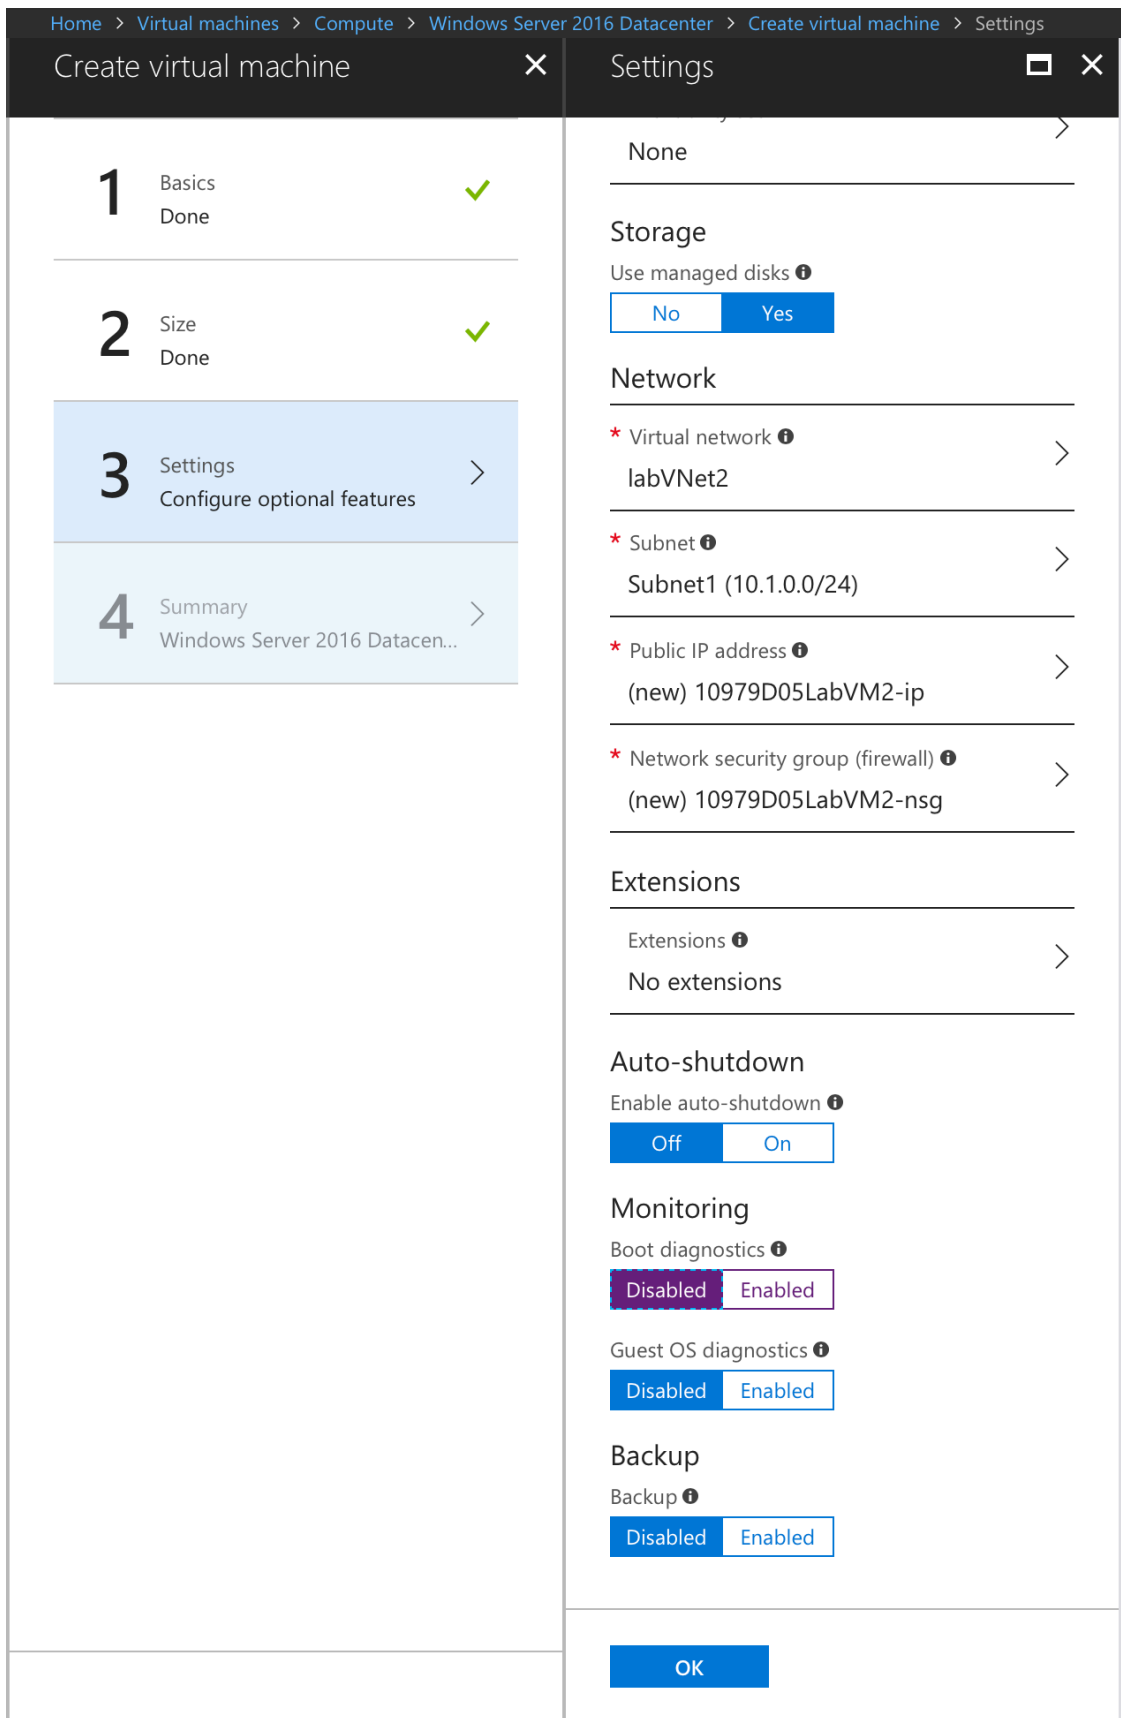 Home > Virtual machines > Compute > Windows Server 2016 Datacenter > Create virtual machine > Settings
Create virtual machine
1
Basics
Done
2
Size
Done
3
Settings
Configure optional features
4
Summary
Windows Server 2016 Datacen...
Settings
None
Storage
Use managed disks
No Yes
Network
* Virtual network
labVNet2
* Subnet
Subnet1 (10.1.0.0/24)
* Public IP address
(new) 10979D05LabVM2-ip
* Network security group (firewall)
(new) 10979D05LabVM2-nsg
Extensions
Extensions
No extensions
Auto-shutdown
Enable auto-shutdown
Off On
Monitoring
Boot diagnostics
Disabled Enabled
Guest OS diagnostics
Disabled Enabled
Backup
Backup
Disabled Enabled
OK